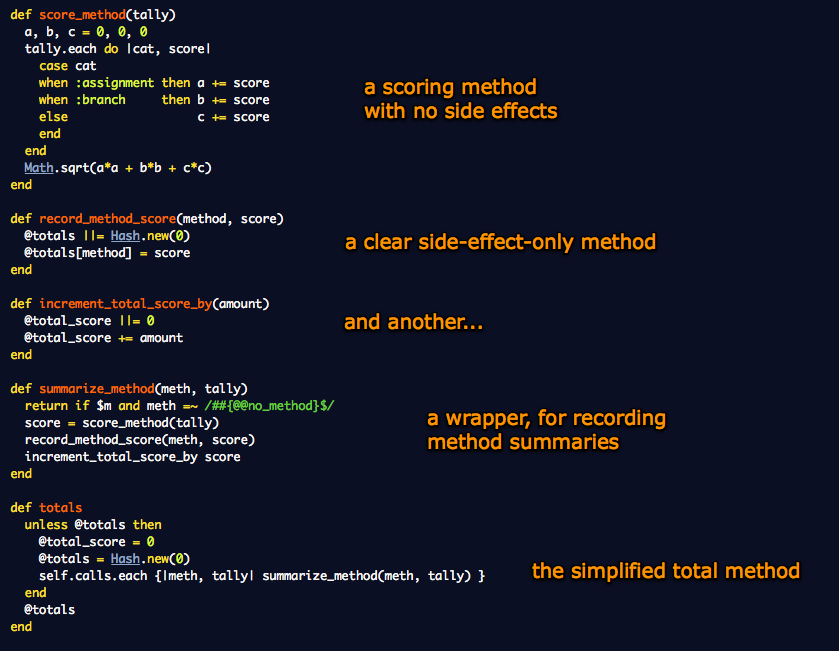 def score_method(tally)
  a, b, c = 0, 0, 0
  tally.each do |cat, score|
    case cat
    when :assignment then a += score
    when :branch     then b += score
    else                  c += score
    end
  end
  Math.sqrt(a*a + b*b + c*c)
end
a scoring method
with no side effects
def record_method_score(method, score)
  @totals ||= Hash.new(0)
  @totals[method] = score
end
a clear side-effect-only method
def increment_total_score_by(amount)
  @total_score ||= 0
  @total_score += amount
end
and another...
def summarize_method(meth, tally)
  return if $m and meth =~ /##{@@no_method}$/
  score = score_method(tally)
  record_method_score(meth, score)
  increment_total_score_by score
end
a wrapper, for recording
method summaries
def totals
  unless @totals then
    @total_score = 0
    @totals = Hash.new(0)
    self.calls.each {|meth, tally| summarize_method(meth, tally) }
  end
  @totals
end
the simplified total method